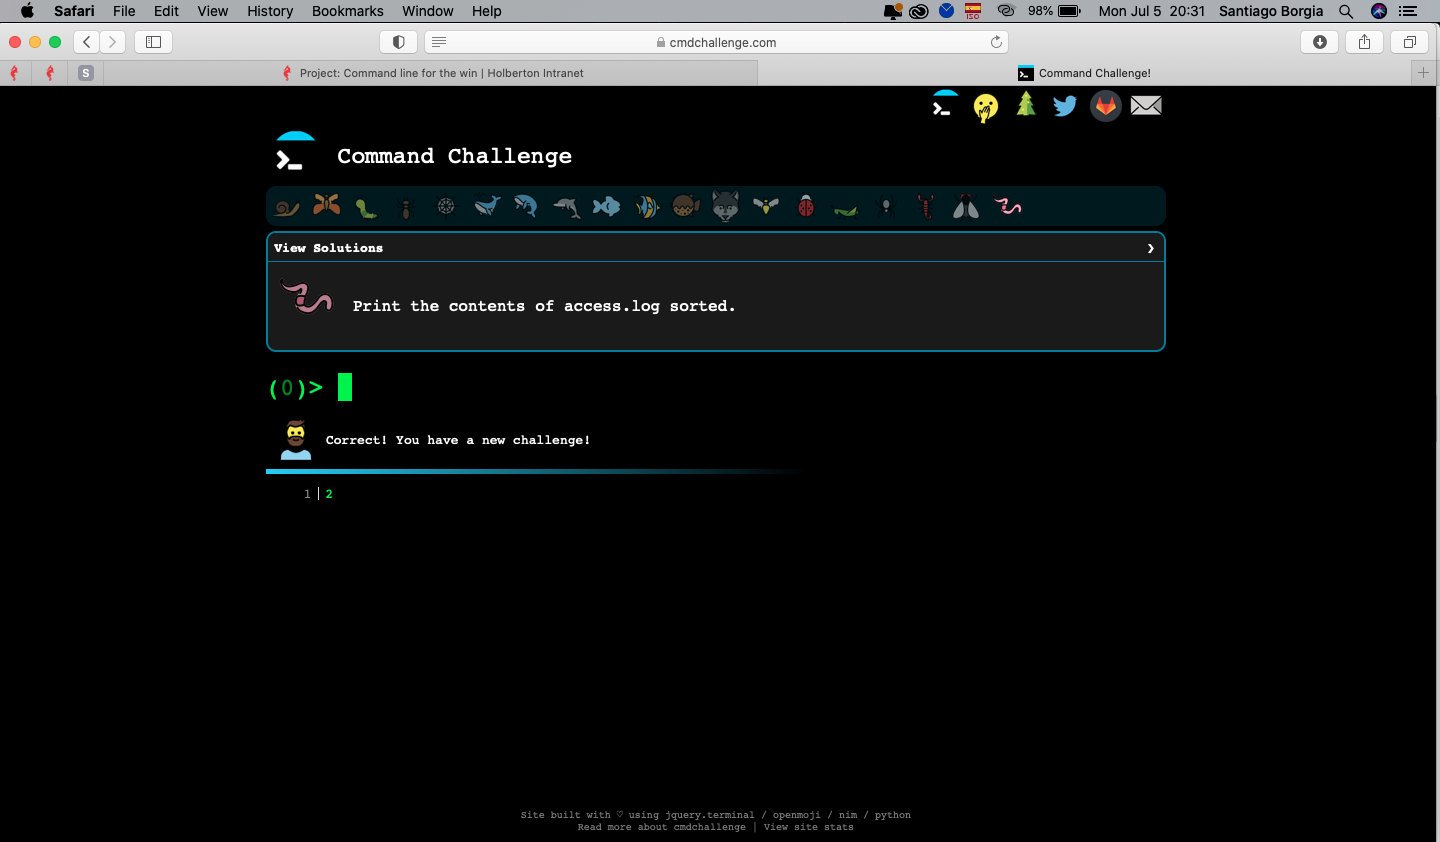 Safari File Edit View History Bookmarks Window Help ISO 98% Mon Jul 5 20:31 Santiago Borgia
cmdchallenge.com
S Project: Command line for the win | Holberton Intranet Command Challenge!
Command Challenge
View Solutions
Print the contents of access.log sorted.
(0)>
Correct! You have a new challenge!
1 | 2
Site built with ♡ using jquery.terminal / openmoji / nim / python
Read more about cmdchallenge | View site stats